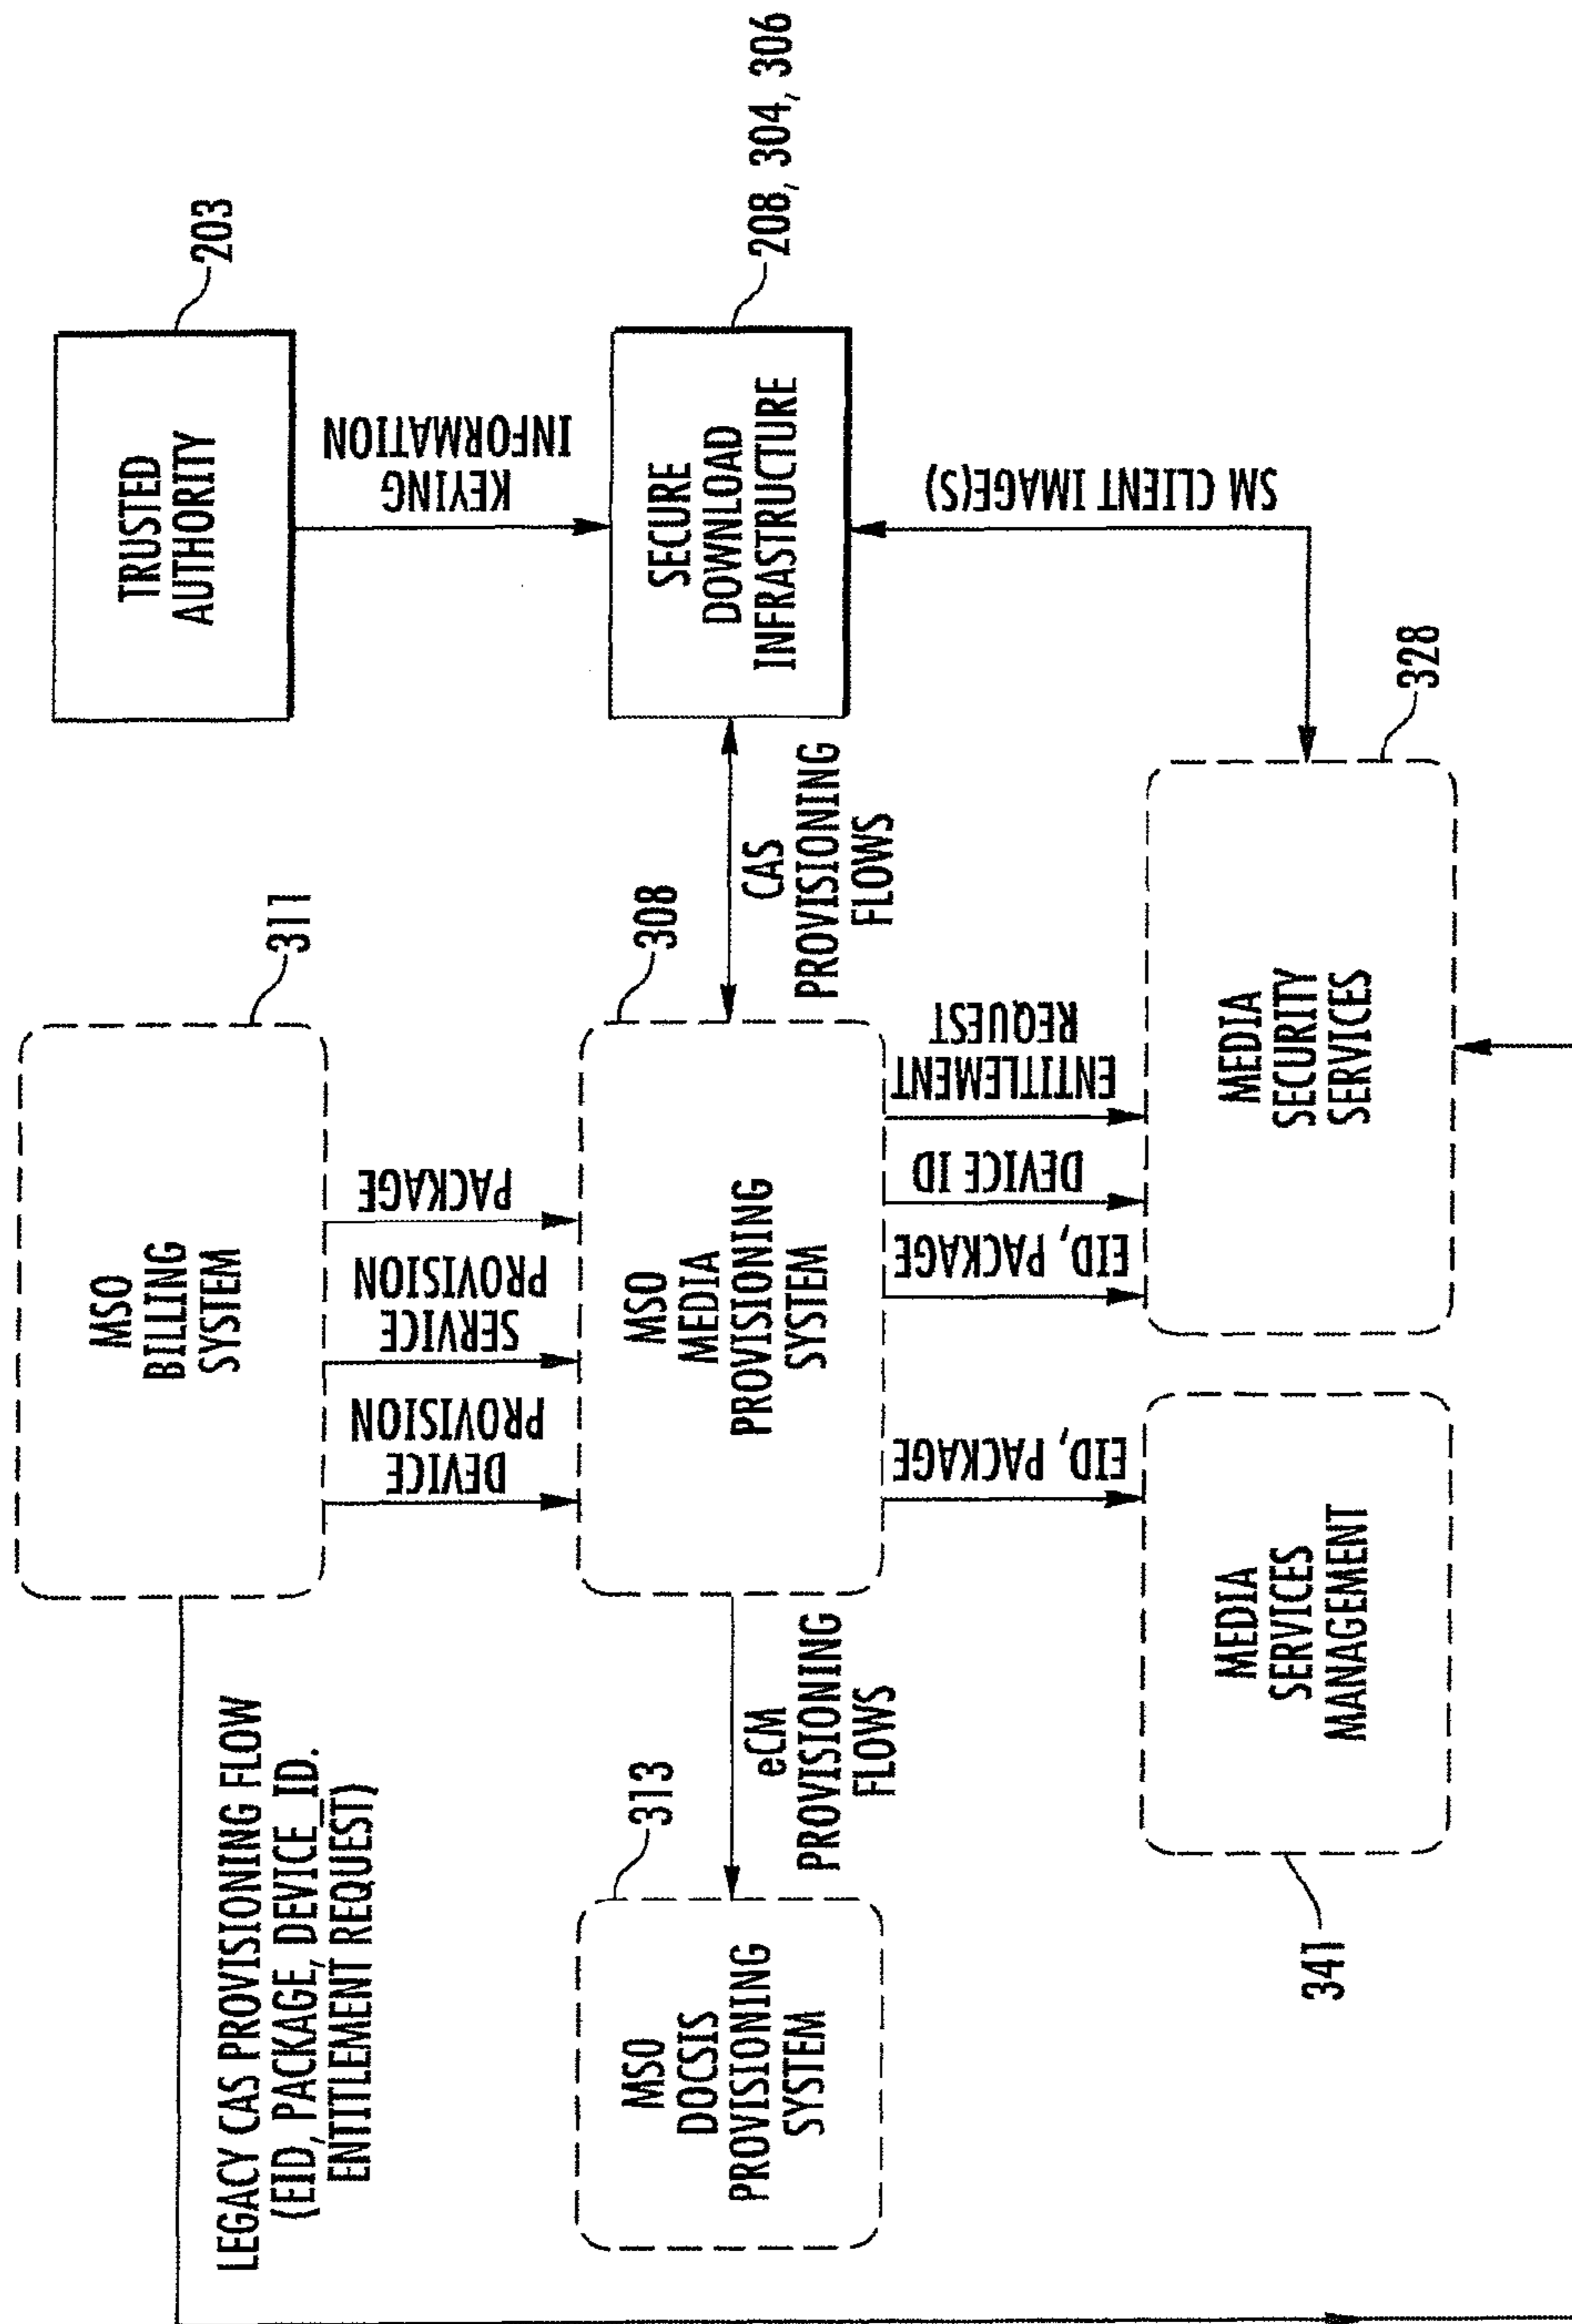 LEGACY CAS PROVISIONING FLOW
(EID, PACKAGE, DEVICE_ID.
ENTITLEMENT REQUEST)
MSO
BILLING
SYSTEM
311
TRUSTED
AUTHORITY
203
DEVICE
PROVISION
SERVICE
PROVISION
PACKAGE
KEYING
INFORMATION
MSO
DOCSIS
PROVISIONING
SYSTEM
313
eCM
PROVISIONING
FLOWS
MSO
MEDIA
PROVISIONING
SYSTEM
308
CAS
PROVISIONING
FLOWS
SECURE
DOWNLOAD
INFRASTRUCTURE
208, 304, 306
EID, PACKAGE
EID, PACKAGE
DEVICE ID
ENTITLEMENT
REQUEST
SM CLIENT IMAGE(S)
MEDIA
SERVICES
MANAGEMENT
341
MEDIA
SECURITY
SERVICES
328